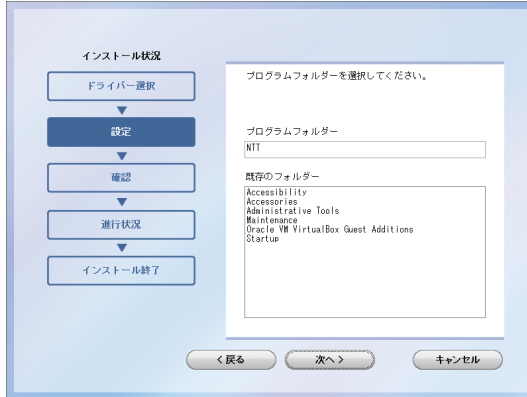 インストール状況
ドライバー選択
設定
確認
進行状況
インストール終了
プログラムフォルダーを選択してください。
プログラムフォルダー
NTT
既存のフォルダー
Accessibility
Accessories
Administrative Tools
Maintenance
Oracle VM VirtualBox Guest Additions
Startup
< 戻る
次へ >
キャンセル